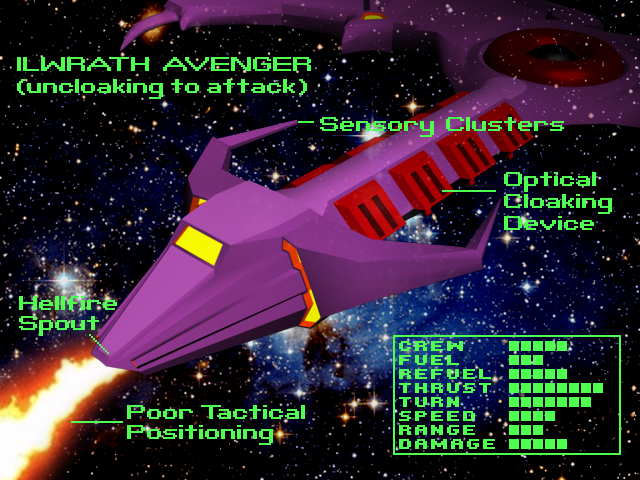 ILWRATH AVENGER
(uncloaking to attack)
Sensory Clusters
Optical
Cloaking
Device
Hellfire
Spout
CREW
FUEL
REFUEL
THRUST
TURN
SPEED
RANGE
DAMAGE
Poor Tactical
Positioning